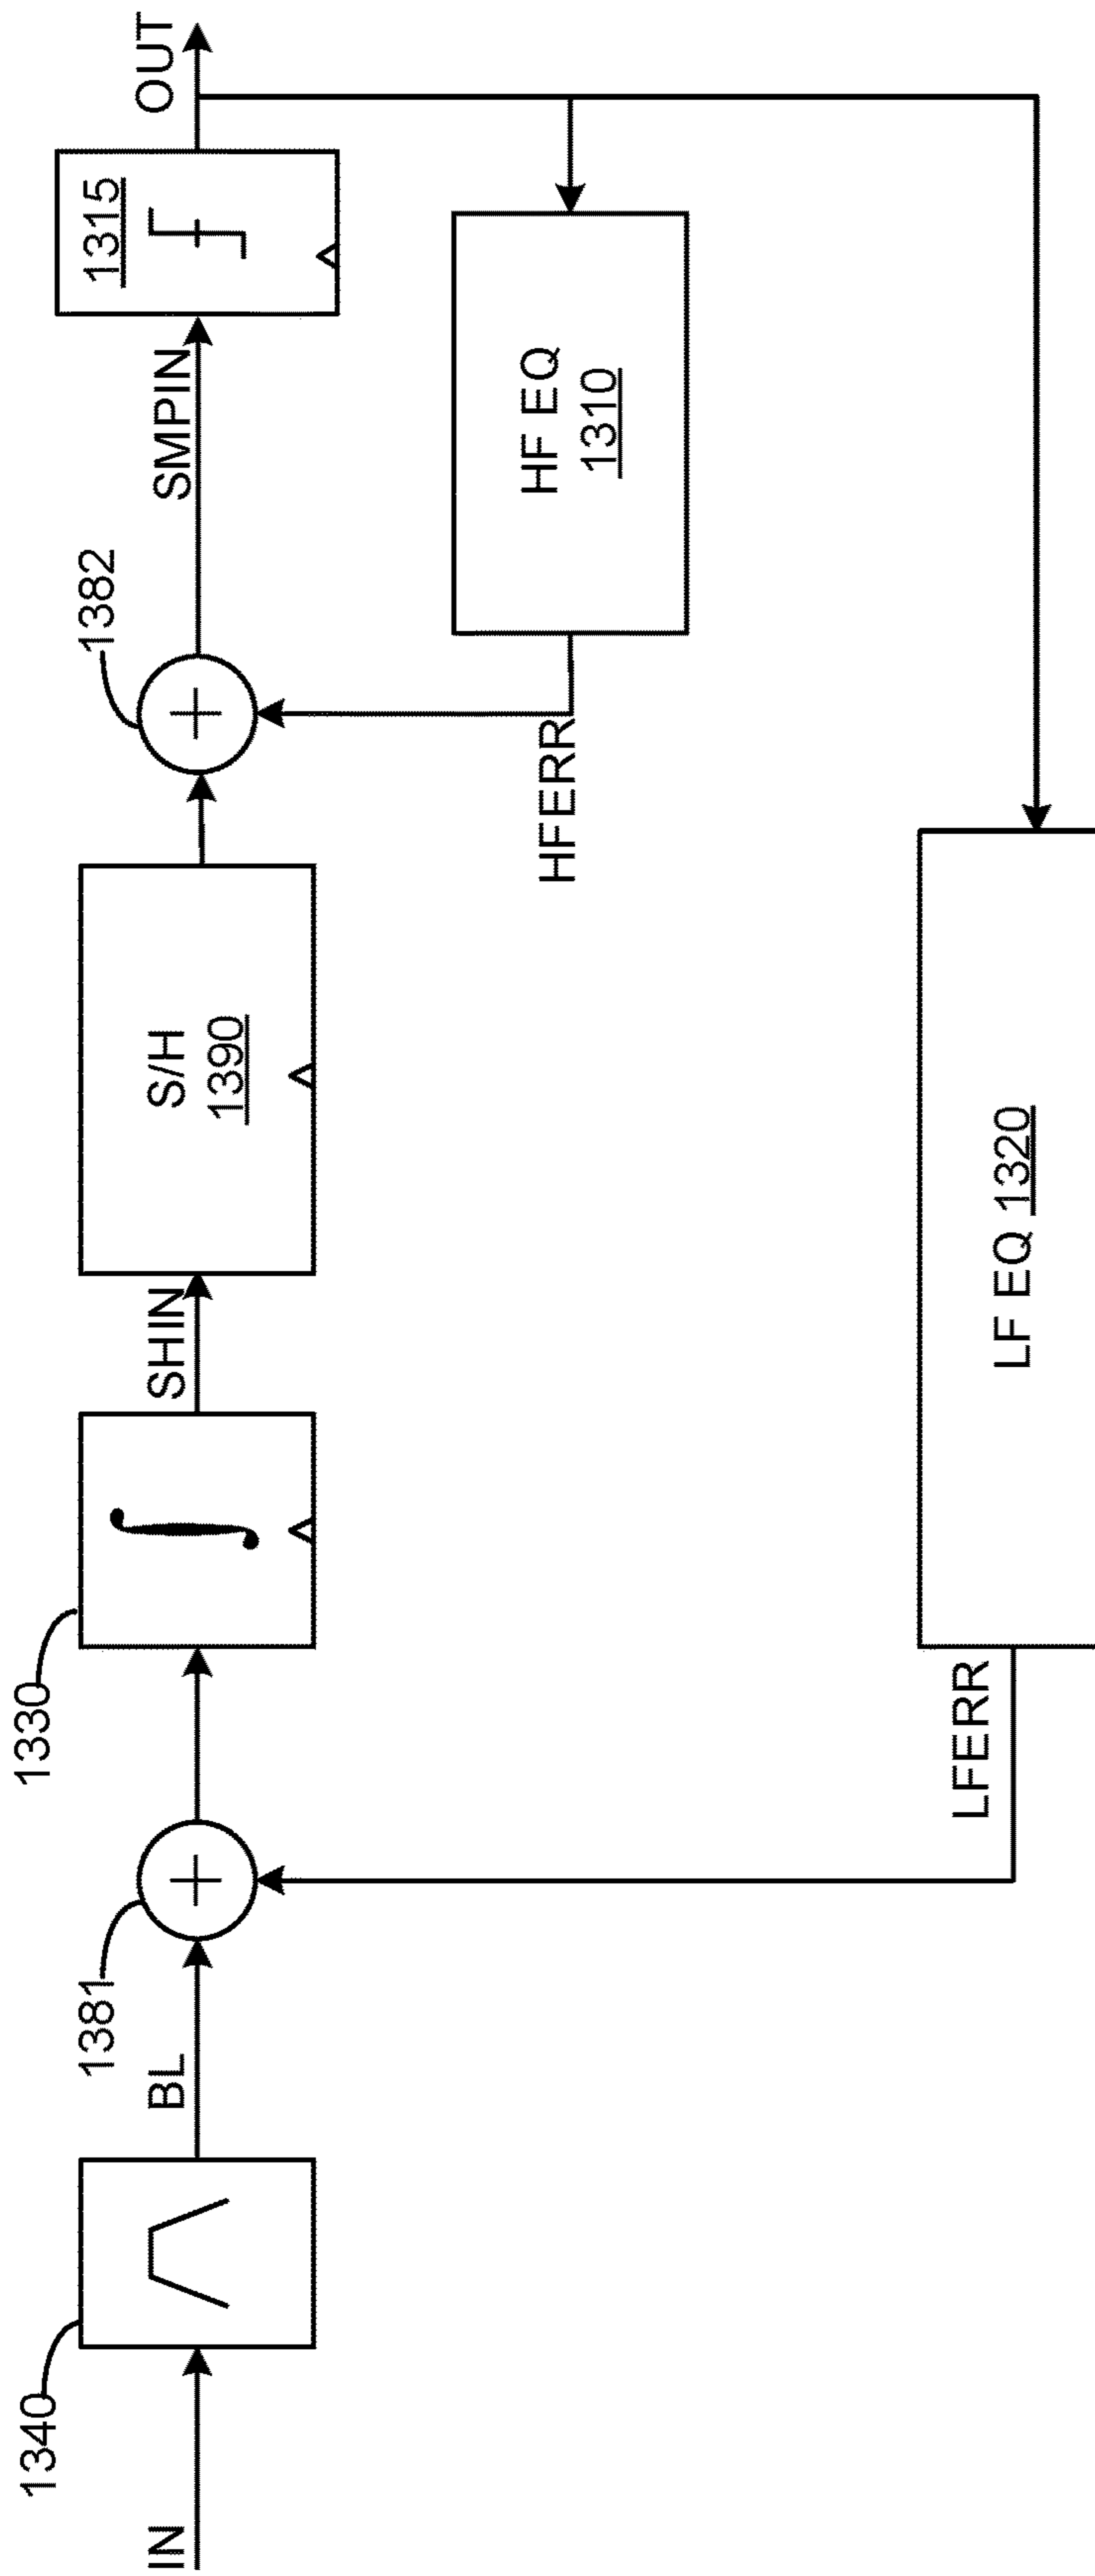 IN
1340
BL
1381
1330
∫
SHIN
S/H
1390
1382
SMPIN
1315
OUT
HF EQ
1310
HFERR
LF EQ 1320
LFERR